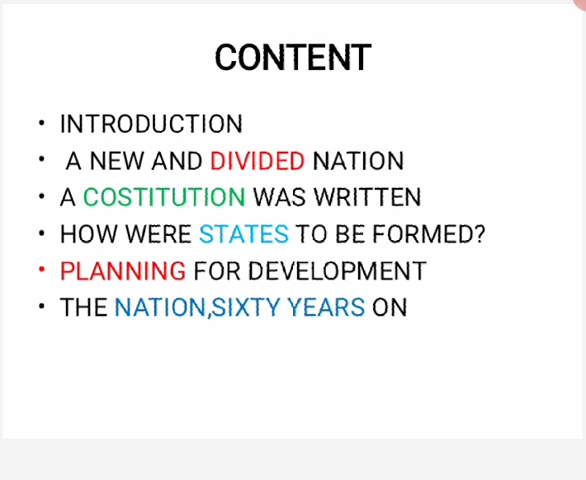 CONTENT
• INTRODUCTION
• A NEW AND DIVIDED NATION
• A COSTITUTION WAS WRITTEN
• HOW WERE STATES TO BE FORMED?
• PLANNING FOR DEVELOPMENT
• THE NATION,SIXTY YEARS ON